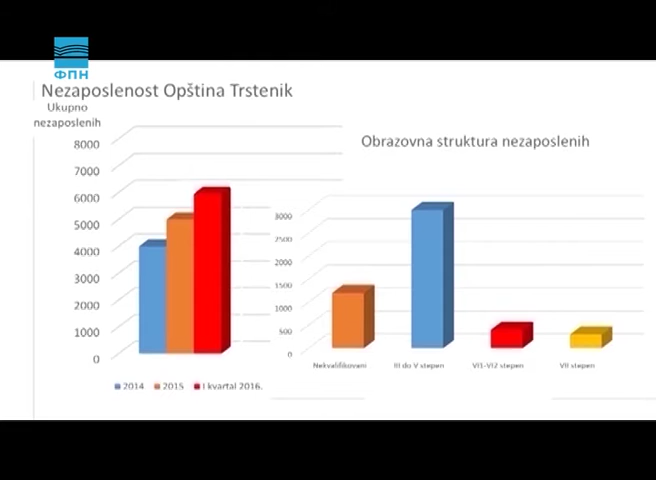 ФПН
Nezaposlenost Opština Trstenik
Ukupno
nezaposlenih
8000
7000
6000
5000
4000
3000
2000
1000
0
2014
2015
I kvartal 2016.
Obrazovna struktura nezaposlenih
3000
2500
2000
1500
1000
500
0
Nekvalifikovani
III do V stepen
VI1-VI2 stepen
VII stepen